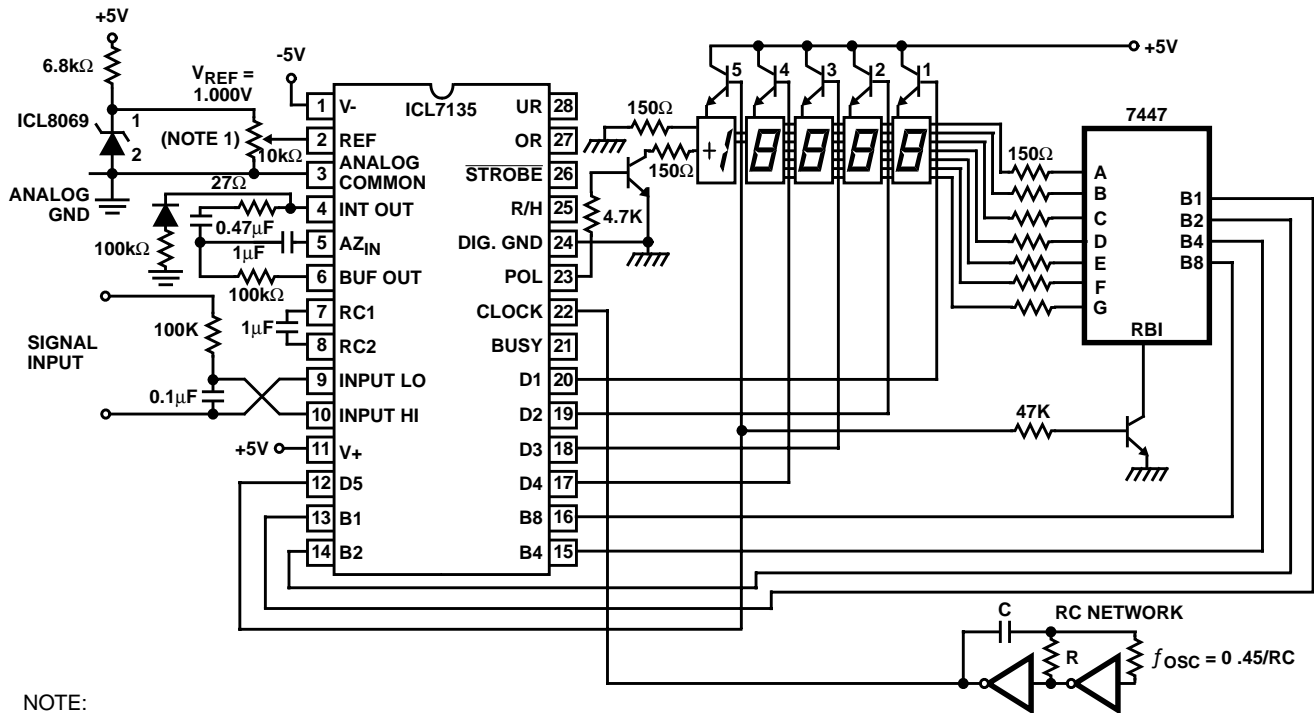 +5V
6.8kΩ
ICL8069
1
2
ANALOG
GND
VREF =
1.000V
(NOTE 1)
10kΩ
-5V
27Ω
0.47µF
100kΩ
1µF
100kΩ
SIGNAL
INPUT
100K
0.1µF
1µF
+5V
ICL7135
1 V-
2 REF
3 ANALOG
COMMON
4 INT OUT
5 AZIN
6 BUF OUT
7 RC1
8 RC2
9 INPUT LO
10 INPUT HI
11 V+
12 D5
13 B1
14 B2
UR 28
OR 27
STROBE 26
R/H 25
DIG. GND 24
POL 23
CLOCK 22
BUSY 21
D1 20
D2 19
D3 18
D4 17
B8 16
B4 15
150Ω
150Ω
4.7K
5 4 3 2 1
+5V
+1 8 8 8 8
150Ω
7447
A
B
C
D
E
F
G
B1
B2
B4
B8
RBI
47K
C
RC NETWORK
R
fOSC = 0 .45/RC
NOTE: